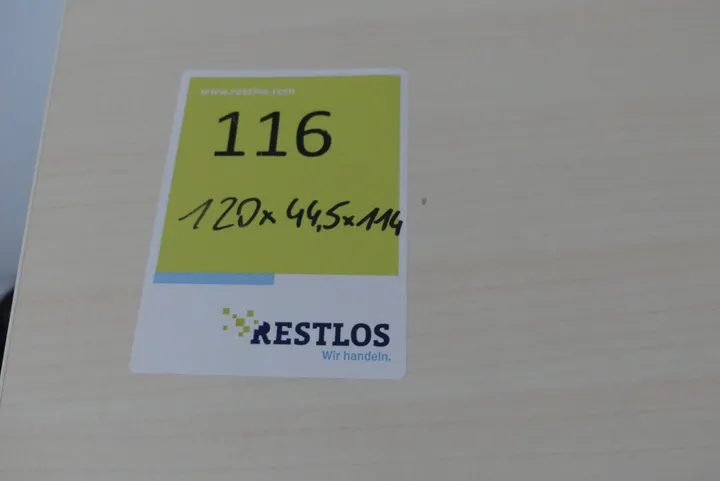 www.restlos.com
116
120x44,5x114
RESTLOS
Wir handeln.